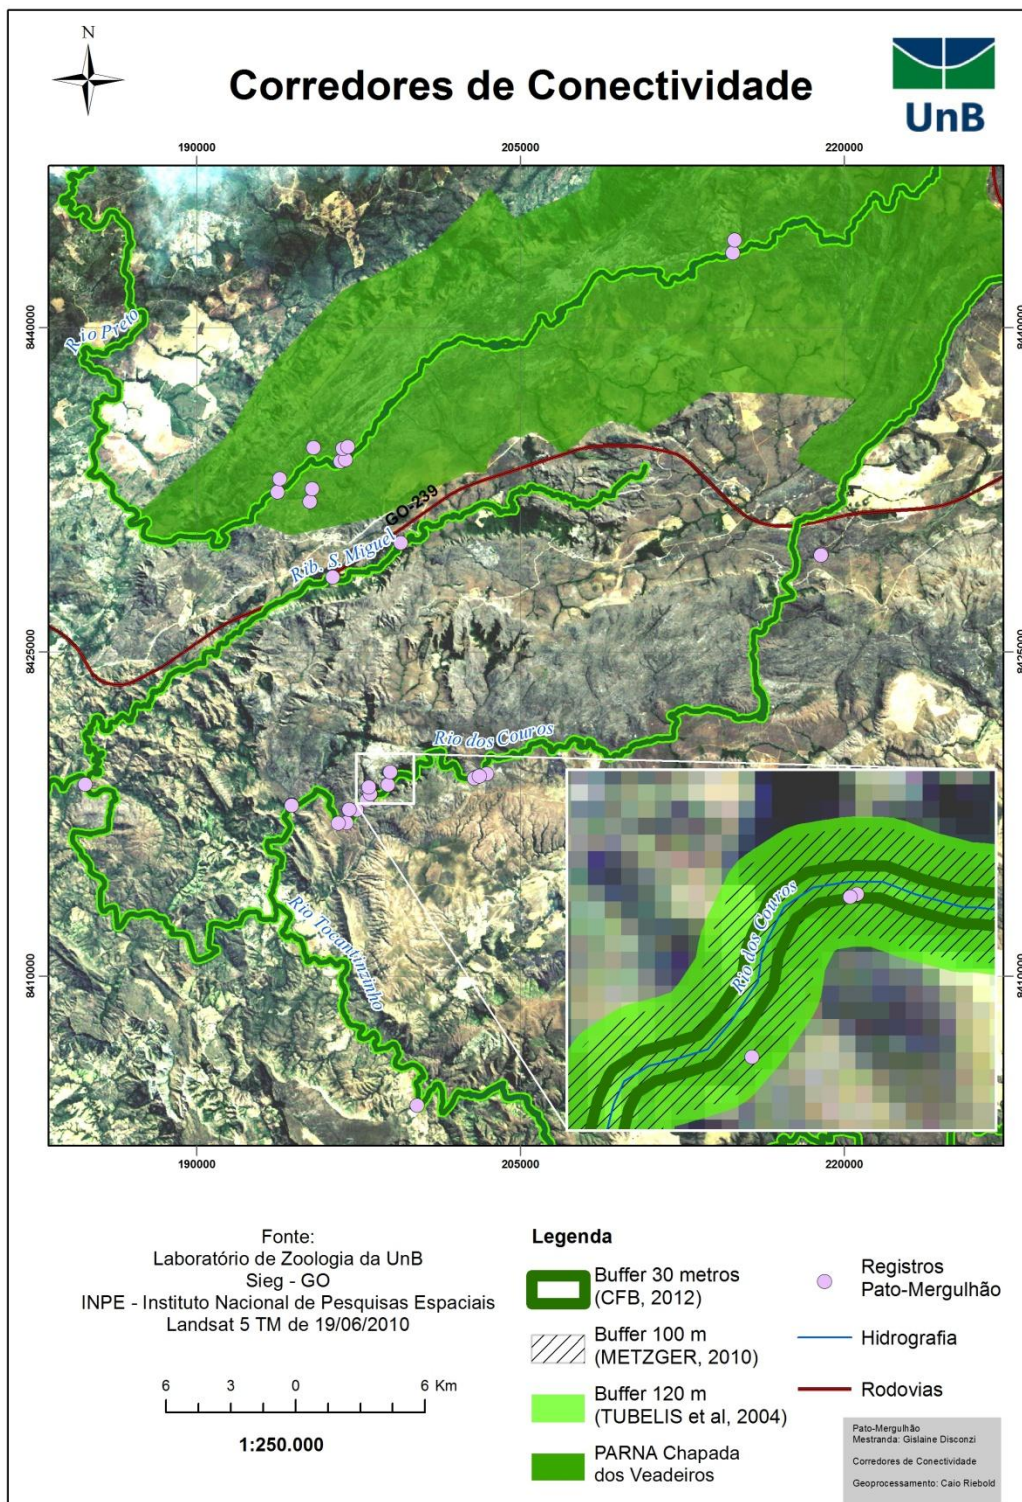 N
Corredores de Conectividade
UnB
190000
205000
220000
8440000
8440000
Rio Preto
GO-239
Rib. S. Miguel
8425000
8425000
Rio dos Couros
Rio Tocantinzinho
Rio dos Couros
8410000
8410000
190000
205000
220000
Fonte:
Laboratório de Zoologia da UnB
Sieg - GO
INPE - Instituto Nacional de Pesquisas Espaciais
Landsat 5 TM de 19/06/2010
6 3 0 6 Km
1:250.000
Legenda
Buffer 30 metros
(CFB, 2012)
Buffer 100 m
(METZGER, 2010)
Buffer 120 m
(TUBELIS et al, 2004)
PARNA Chapada
dos Veadeiros
Registros
Pato-Mergulhão
Hidrografia
Rodovias
Pato-Mergulhão
Mestranda: Gislaine Disconzi
Corredores de Conectividade
Geoprocessamento: Caio Riebold